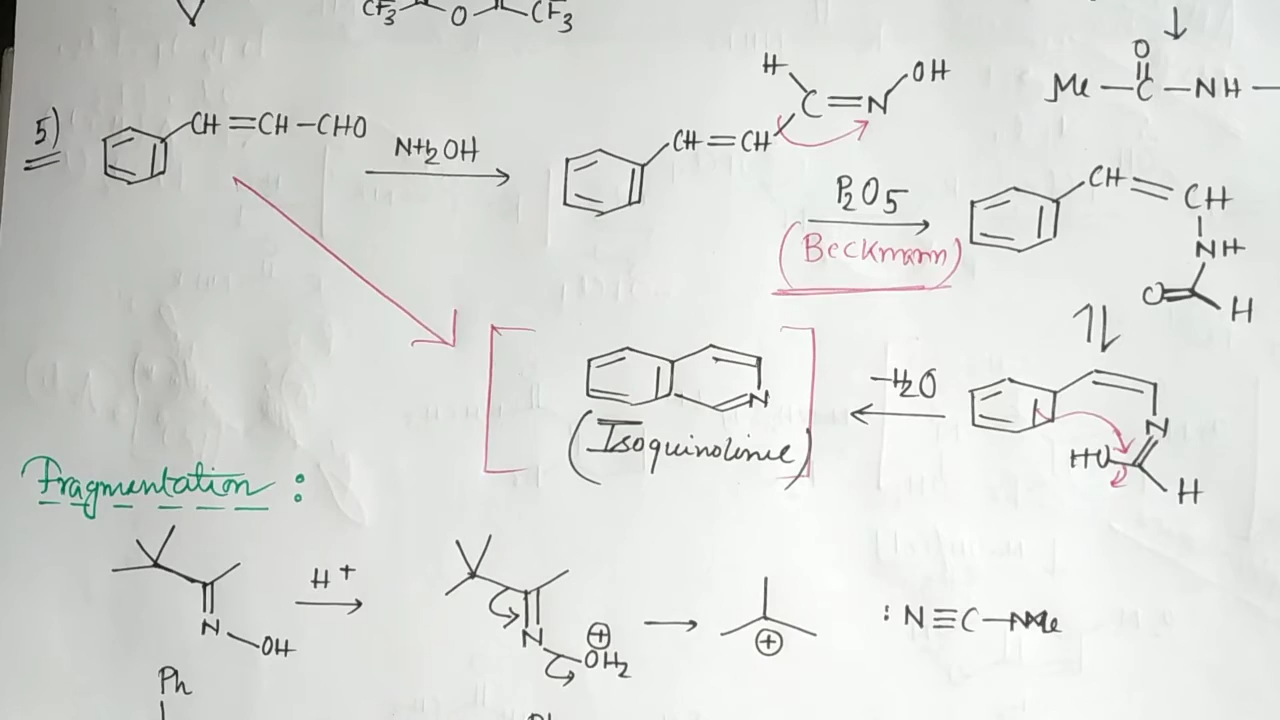 CF3 O CF3
O
Me - C - NH -
5) CH = CH - CHO
NH2OH
H C = N OH
CH = CH
P2O5
(Beckmann)
CH = CH
NH
O H
-H2O
N
(Isoquinolinie)
N
HO H
Fragmentation :
N OH
H+
N OH2 +
+
: N ≡ C - Me
Ph